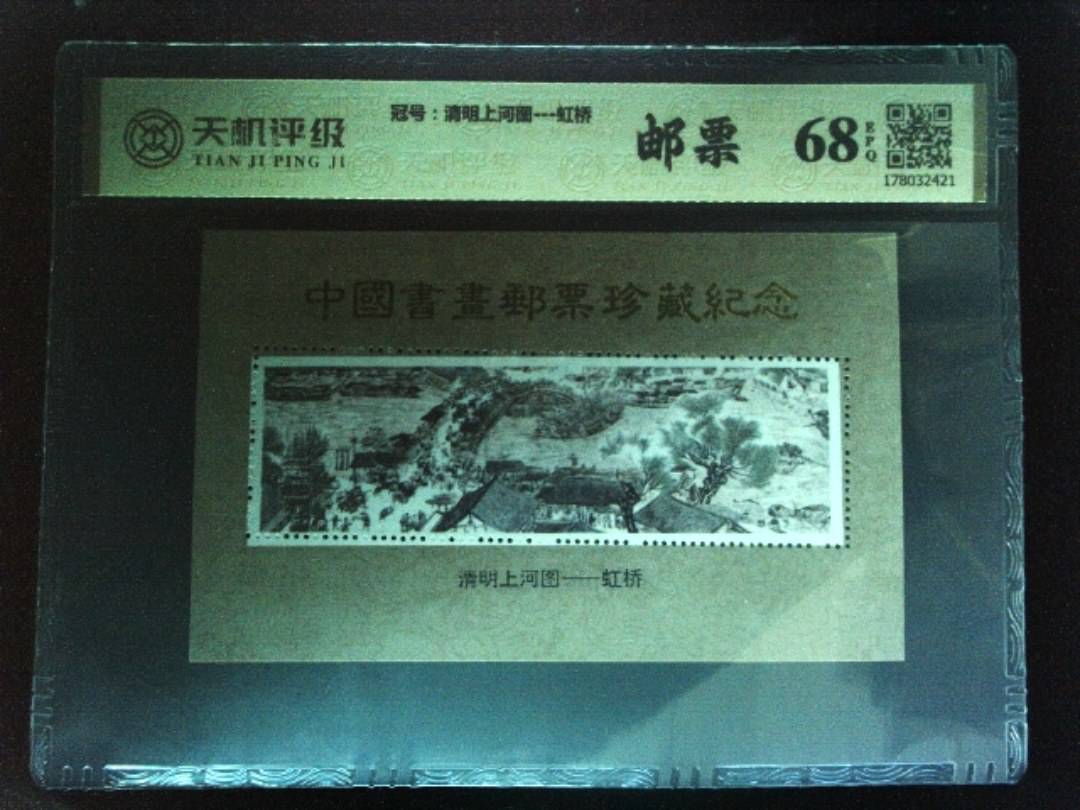 天机评级
TIAN JI PING JI
冠号：清明上河图---虹桥
邮票
68
EPQ
178032421
中國書畫郵票珍藏紀念
清明上河图——虹桥